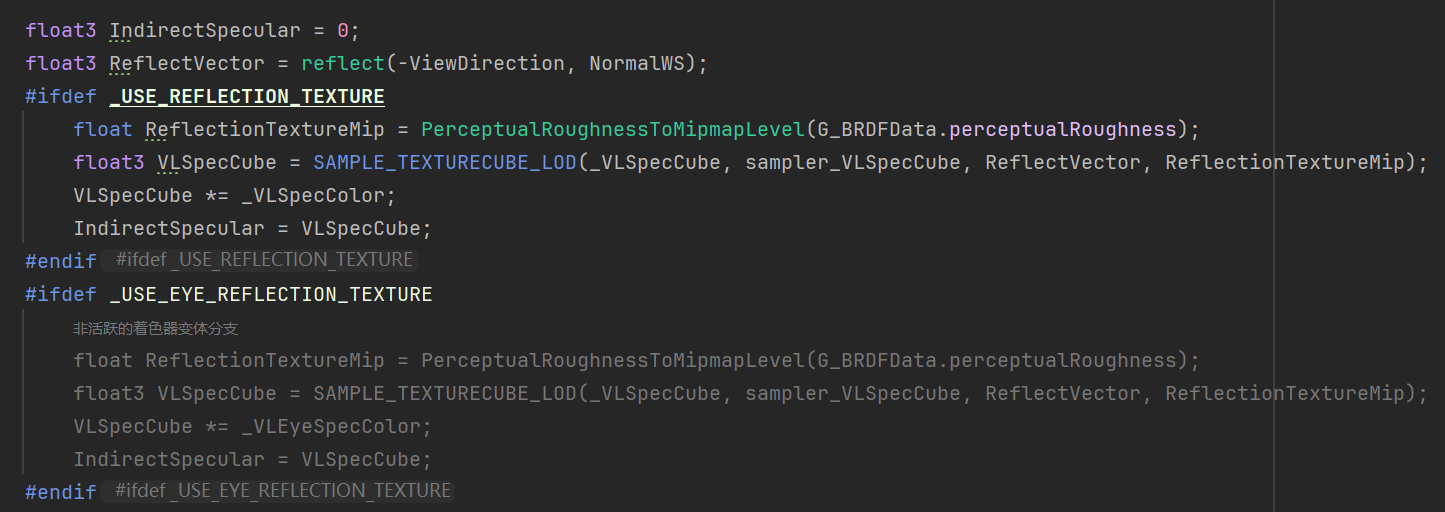 float3 IndirectSpecular = 0;
float3 ReflectVector = reflect(-ViewDirection, NormalWS);
#ifdef _USE_REFLECTION_TEXTURE
    float ReflectionTextureMip = PerceptualRoughnessToMipmapLevel(G_BRDFData.perceptualRoughness);
    float3 VLSpecCube = SAMPLE_TEXTURECUBE_LOD(_VLSpecCube, sampler_VLSpecCube, ReflectVector, ReflectionTextureMip);
    VLSpecCube *= _VLSpecColor;
    IndirectSpecular = VLSpecCube;
#endif #ifdef _USE_REFLECTION_TEXTURE
#ifdef _USE_EYE_REFLECTION_TEXTURE
    非活跃的着色器变体分支
    float ReflectionTextureMip = PerceptualRoughnessToMipmapLevel(G_BRDFData.perceptualRoughness);
    float3 VLSpecCube = SAMPLE_TEXTURECUBE_LOD(_VLSpecCube, sampler_VLSpecCube, ReflectVector, ReflectionTextureMip);
    VLSpecCube *= _VLEyeSpecColor;
    IndirectSpecular = VLSpecCube;
#endif #ifdef _USE_EYE_REFLECTION_TEXTURE